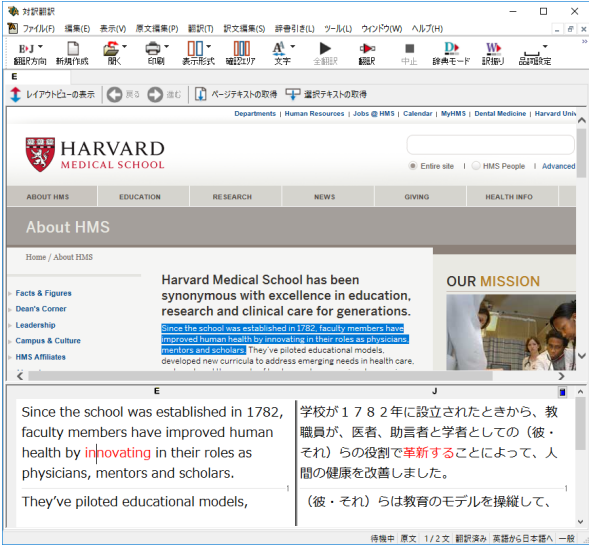 対訳翻訳
ファイル(F) 編集(E) 表示(V) 原文編集(P) 翻訳(T) 訳文編集(S) 辞書引き(L) ツール(L) ウィンドウ(W) ヘルプ(H)
翻訳方向 新規作成 開く 印刷 表示形式 確認エリア 文字 全翻訳 翻訳 中止 辞典モード 訳振り 品詞設定
E
レイアウトビューの表示 戻る 進む ページテキストの取得 選択テキストの取得
Departments | Human Resources | Jobs @ HMS | Calendar | MyHMS | Dental Medicine | Harvard Univ
HARVARD
MEDICAL SCHOOL
Entire site | HMS People | Advanced
ABOUT HMS EDUCATION RESEARCH NEWS GIVING HEALTH INFO
About HMS
Home / About HMS
Harvard Medical School has been
synonymous with excellence in education,
research and clinical care for generations.
Since the school was established in 1782, faculty members have
improved human health by innovating in their roles as physicians,
mentors and scholars. They've piloted educational models,
developed new curricula to address emerging needs in health care,
Facts & Figures
Dean's Corner
Leadership
Campus & Culture
HMS Affiliates
OUR MISSION
E J
Since the school was established in 1782,
faculty members have improved human
health by innovating in their roles as
physicians, mentors and scholars.
1
They've piloted educational models,
学校が１７８２年に設立されたときから、教
職員が、医者、助言者と学者としての（彼・
それ）らの役割で革新することによって、人
間の健康を改善しました。
1
（彼・それ）らは教育のモデルを操縦して、
待機中 原文 1/2文 翻訳済み 英語から日本語へ 一般